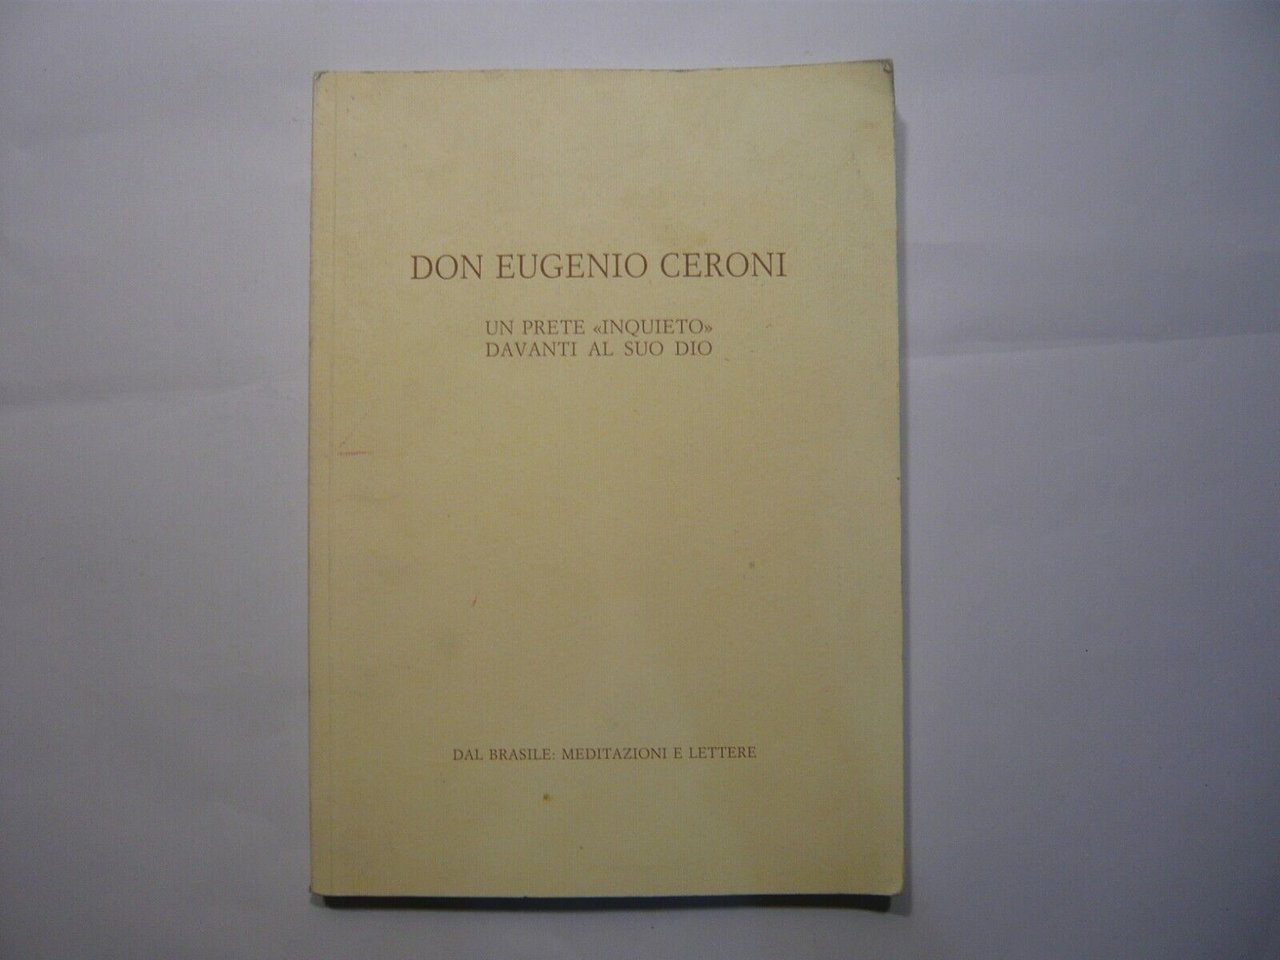 DON EUGENIO CERONI
UN PRETE «INQUIETO»
DAVANTI AL SUO DIO
DAL BRASILE: MEDITAZIONI E LETTERE